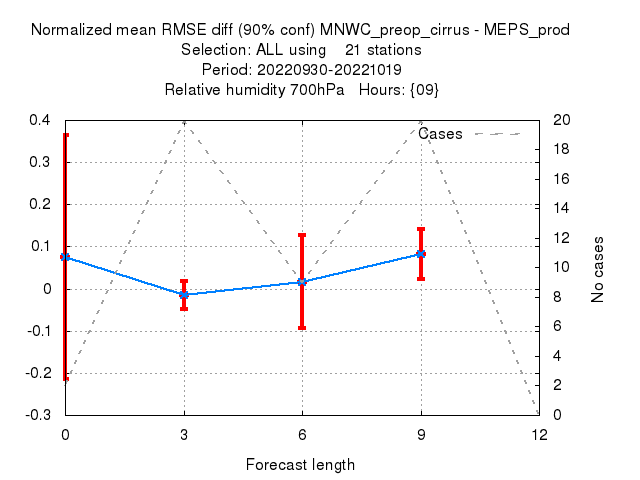 Normalized mean RMSE diff (90% conf) MNWC_preop_cirrus - MEPS_prod
Selection: ALL using 21 stations
Period: 20220930-20221019
Relative humidity 700hPa Hours: {09}
Cases
0.4
0.3
0.2
0.1
0
-0.1
-0.2
-0.3
20
18
16
14
12
10
8
6
4
2
0
No cases
0 3 6 9 12
Forecast length